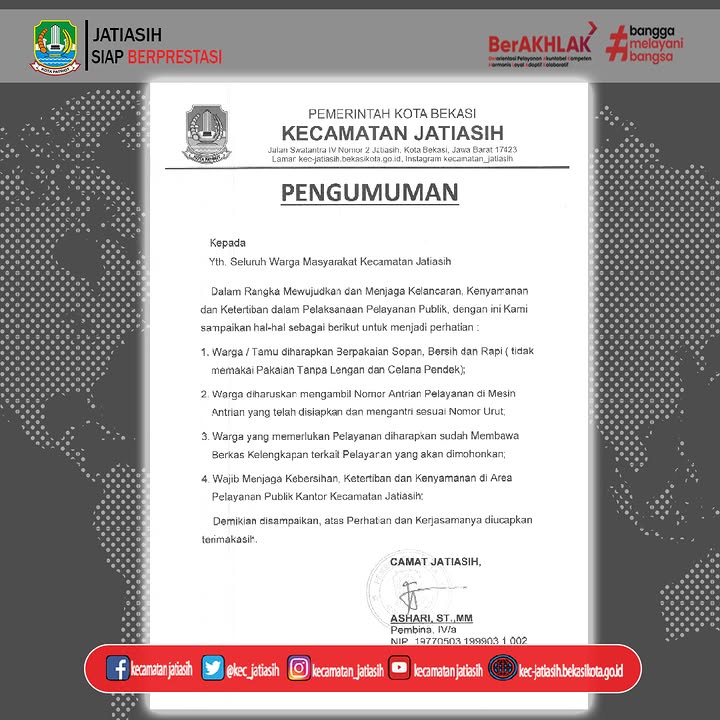 JATIASIH
SIAP BERPRESTASI
KOTA PATRIOT
BerAKHLAK
Berorientasi Pelayanan Akuntabel Kompeten
Harmonis Loyal Adaptif Kolaboratif
#bangga
melayani
bangsa
PEMERINTAH KOTA BEKASI
KECAMATAN JATIASIH
Jalan Swatantra IV Nomor 2 Jatiasih, Kota Bekasi, Jawa Barat 17423
Laman kec-jatiasih.bekasikota.go.id, Instagram kecamatan_jatiasih
KOTA PATRIOT
PENGUMUMAN
Kepada
Yth. Seluruh Warga Masyarakat Kecamatan Jatiasih
Dalam Rangka Mewujudkan dan Menjaga Kelancaran, Kenyamanan
dan Ketertiban dalam Pelaksanaan Pelayanan Publik, dengan ini Kami
sampaikan hal-hal sebagai berikut untuk menjadi perhatian :
1. Warga / Tamu diharapkan Berpakaian Sopan, Bersih dan Rapi ( tidak
memakai Pakaian Tanpa Lengan dan Celana Pendek);
2. Warga diharuskan mengambil Nomor Antrian Pelayanan di Mesin
Antrian yang telah disiapkan dan mengantri sesuai Nomor Urut;
3. Warga yang memerlukan Pelayanan diharapkan sudah Membawa
Berkas Kelengkapan terkait Pelayanan yang akan dimohonkan;
4. Wajib Menjaga Kebersihan, Ketertiban dan Kenyamanan di Area
Pelayanan Publik Kantor Kecamatan Jatiasih;
Demikian disampaikan, atas Perhatian dan Kerjasamanya diucapkan
terimakasih.
CAMAT JATIASIH,
ASHARI, ST.,MM
Pembina, IV/a
NIP. 19770503 199903 1 002
kecamatan jatiasih
@kec_jatiasih
kecamatan_jatiasih
kecamatan jatiasih
kec-jatiasih.bekasikota.go.id